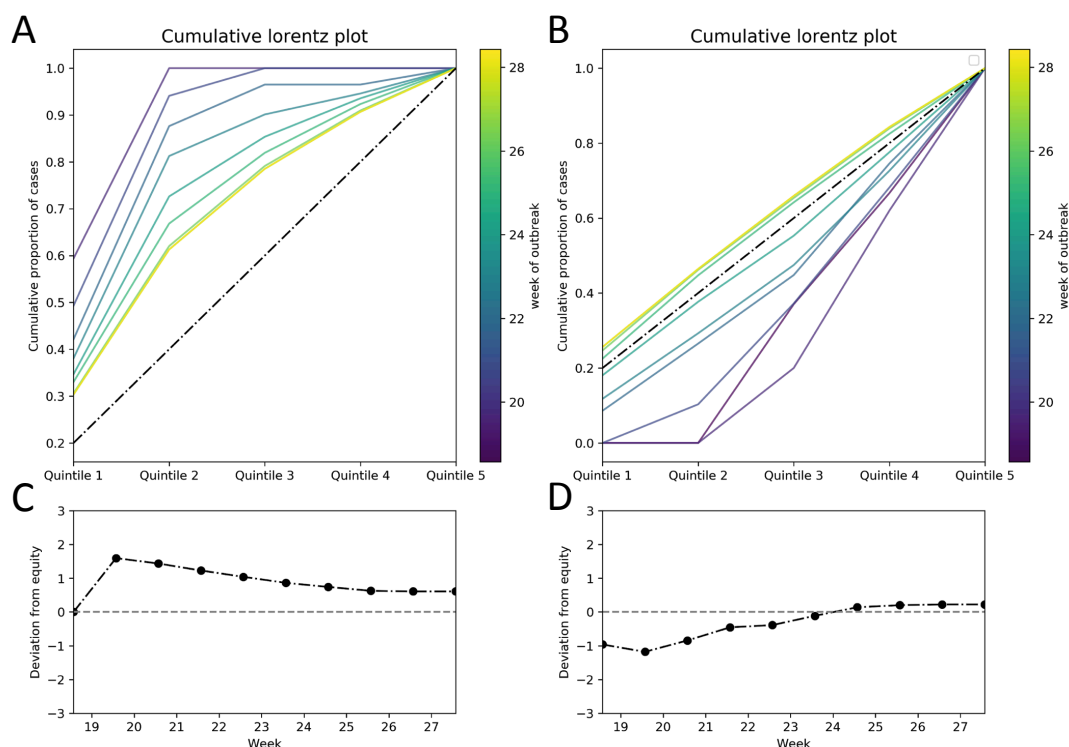 A
Cumulative lorentz plot
Cumulative proportion of cases
1.0
0.9
0.8
0.7
0.6
0.5
0.4
0.3
0.2
Quintile 1 Quintile 2 Quintile 3 Quintile 4 Quintile 5
28
26
24
22
20
week of outbreak
B
Cumulative lorentz plot
Cumulative proportion of cases
1.0
0.8
0.6
0.4
0.2
0.0
Quintile 1 Quintile 2 Quintile 3 Quintile 4 Quintile 5
28
26
24
22
20
week of outbreak
C
Deviation from equity
3
2
1
0
−1
−2
−3
19 20 21 22 23 24 25 26 27
Week
D
Deviation from equity
3
2
1
0
−1
−2
−3
19 20 21 22 23 24 25 26 27
Week